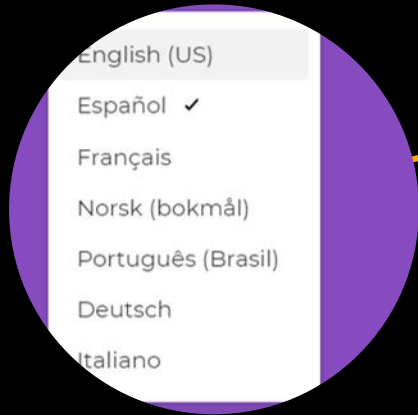 English (US)
Español ✓
Français
Norsk (bokmål)
Português (Brasil)
Deutsch
Italiano